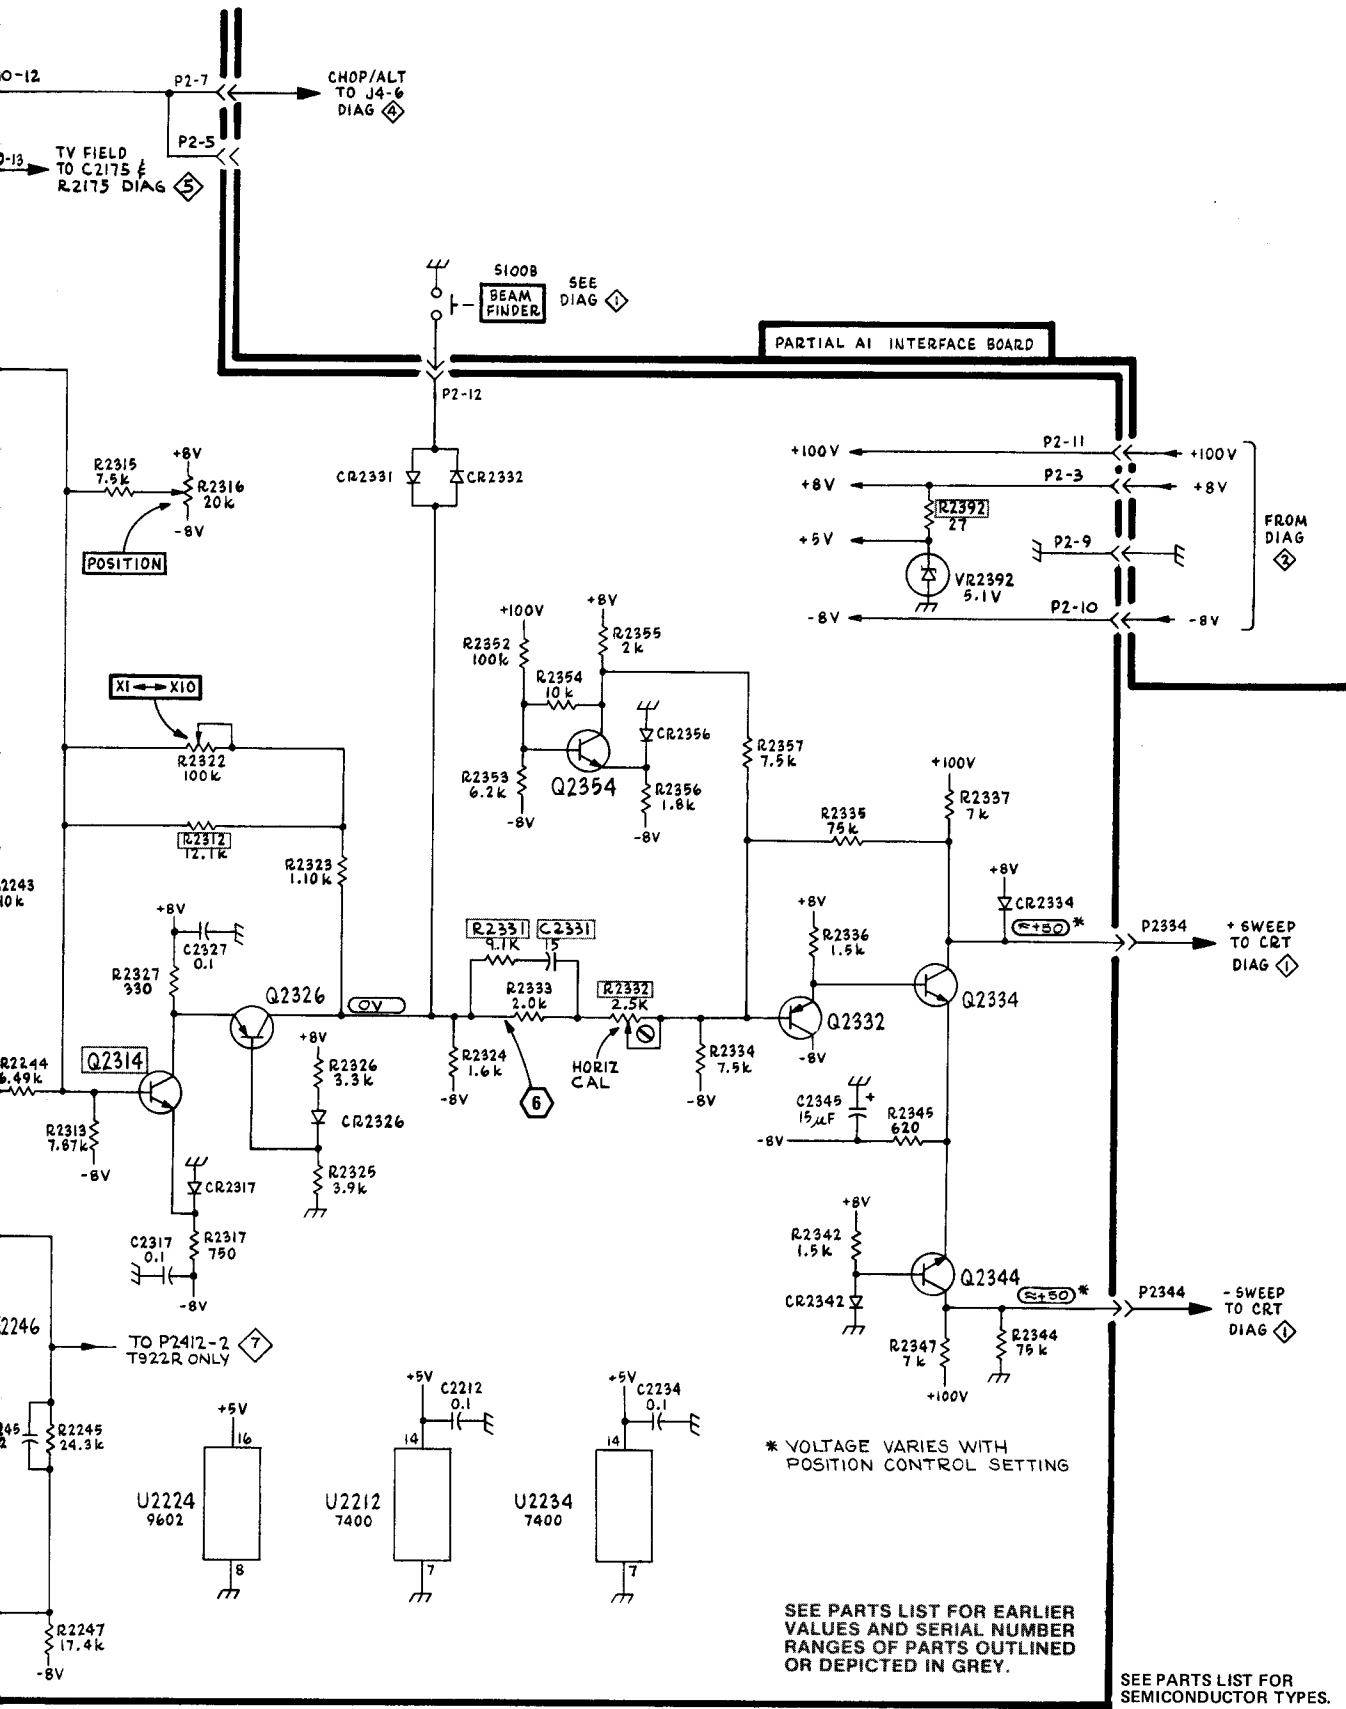 0-12
P2-7
CHOP/ALT
TO J4-6
DIAG 4
P2-5
-13
TV FIELD
TO C2175 &
R2175 DIAG 5
S100B
BEAM
FINDER
SEE
DIAG 1
PARTIAL A1 INTERFACE BOARD
P2-12
+100V
P2-11
+100V
+8V
P2-3
+8V
R2392
27
+5V
P2-9
VR2392
5.1V
-8V
P2-10
-8V
FROM
DIAG
2
R2315
7.5k
+8V
R2316
20k
-8V
POSITION
CR2331
CR2332
+100V
+8V
R2352
100k
R2355
2k
R2354
10k
CR2356
Q2354
R2353
6.2k
-8V
R2356
1.8k
-8V
R2357
7.5k
X1 ↔ X10
R2322
100k
R2312
12.1k
R2323
1.10k
+100V
R2337
7k
R2335
75k
+8V
CR2334
≈+50 *
P2334
+ SWEEP
TO CRT
DIAG 1
2243
10k
+8V
C2327
0.1
R2327
330
Q2326
0V
R2331
9.1K
C2331
15
R2333
2.0k
R2332
2.5K
HORIZ
CAL
+8V
R2336
1.5k
Q2332
-8V
Q2334
R2334
7.5k
-8V
R2324
1.6k
-8V
6
+8V
R2326
3.3k
CR2326
R2325
3.9k
R2244
6.49k
Q2314
R2313
7.87k
-8V
CR2317
C2317
0.1
R2317
750
-8V
C2345
15µF
+
-8V
R2345
620
+8V
R2342
1.5k
CR2342
Q2344
≈+50 *
P2344
- SWEEP
TO CRT
DIAG 1
R2347
7k
+100V
R2344
75k
2246
TO P2412-2
T922R ONLY
7
45
2
R2245
24.3k
R2247
17.4k
-8V
+5V
16
U2224
9602
8
+5V
C2212
0.1
14
U2212
7400
7
+5V
C2234
0.1
14
U2234
7400
7
* VOLTAGE VARIES WITH
POSITION CONTROL SETTING
SEE PARTS LIST FOR EARLIER
VALUES AND SERIAL NUMBER
RANGES OF PARTS OUTLINED
OR DEPICTED IN GREY.
SEE PARTS LIST FOR
SEMICONDUCTOR TYPES.